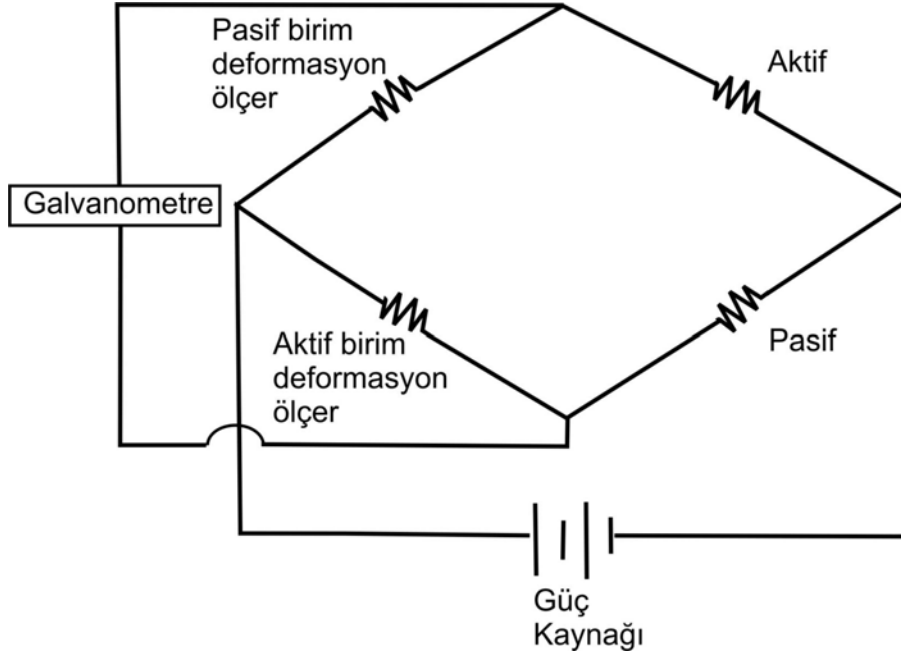 Pasif birim
deformasyon
ölçer
Aktif
Galvanometre
Aktif birim
deformasyon
ölçer
Pasif
Güç
Kaynağı